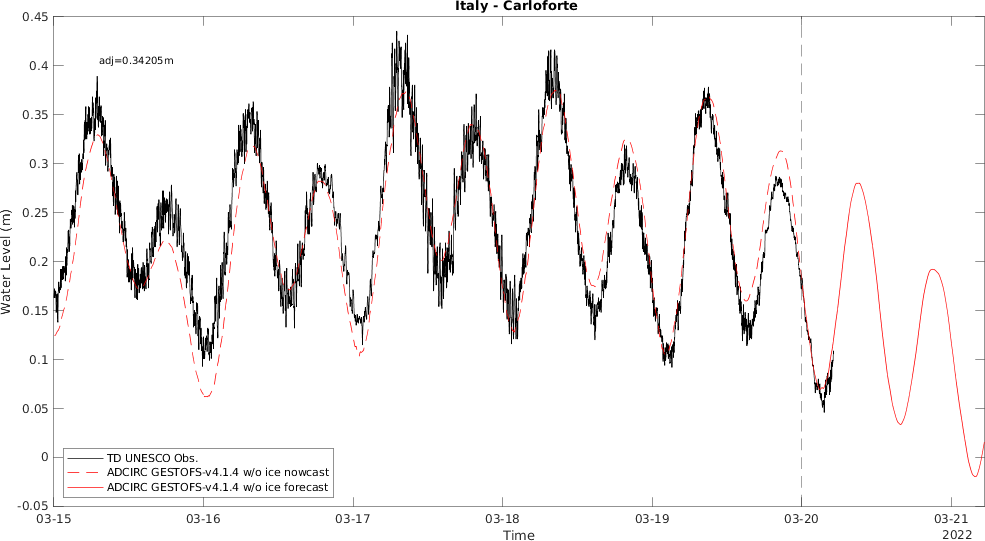 Italy - Carloforte
adj=0.34205m
0.45
0.4
0.35
0.3
0.25
0.2
0.15
0.1
0.05
0
-0.05
Water Level (m)
TD UNESCO Obs.
ADCIRC GESTOFS-v4.1.4 w/o ice nowcast
ADCIRC GESTOFS-v4.1.4 w/o ice forecast
03-15 03-16 03-17 03-18 03-19 03-20 03-21
Time 2022